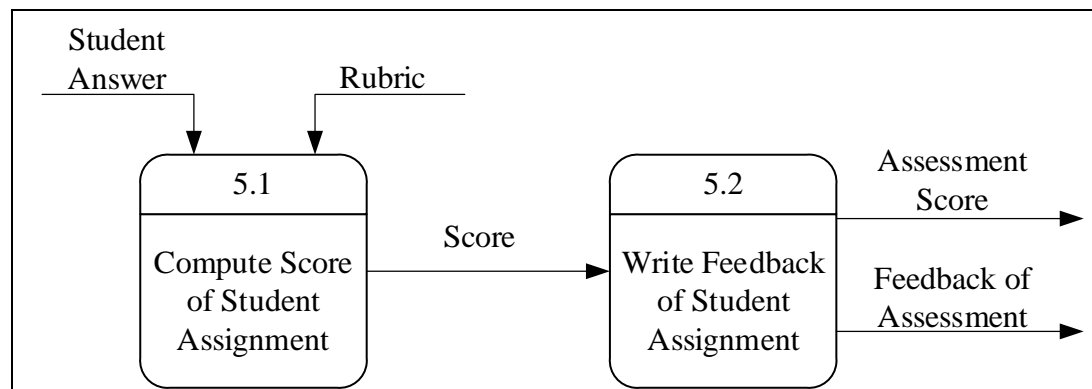 Student
Answer
Rubric
5.1
Compute Score
of Student
Assignment
Score
5.2
Write Feedback
of Student
Assignment
Assessment
Score
Feedback of
Assessment